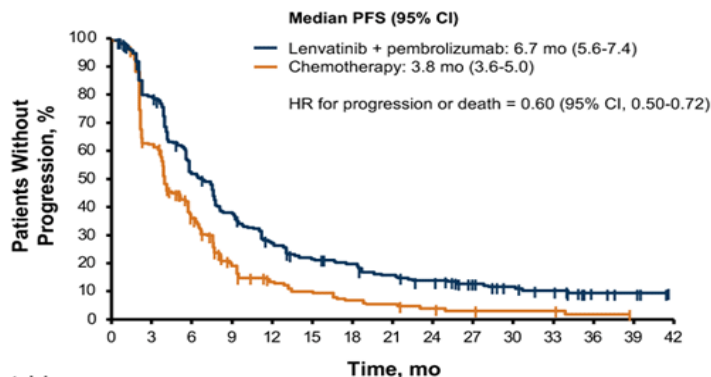 Median PFS (95% CI)
Lenvatinib + pembrolizumab: 6.7 mo (5.6-7.4)
Chemotherapy: 3.8 mo (3.6-5.0)
HR for progression or death = 0.60 (95% CI, 0.50-0.72)
Patients Without
Progression, %
100
90
80
70
60
50
40
30
20
10
0
0 3 6 9 12 15 18 21 24 27 30 33 36 39 42
Time, mo